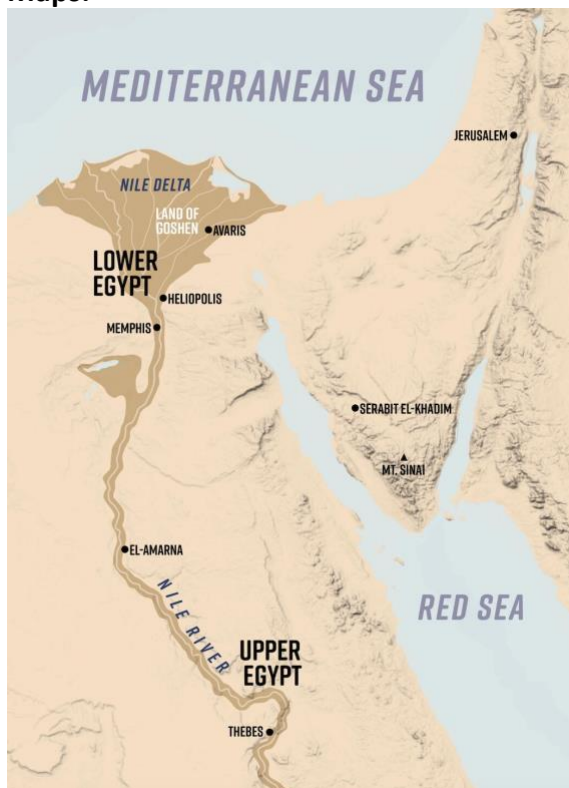 Maps:
MEDITERRANEAN SEA
JERUSALEM
NILE DELTA
LAND OF
GOSHEN
AVARIS
LOWER
EGYPT
HELIOPOLIS
MEMPHIS
SERABIT EL-KHADIM
MT. SINAI
EL-AMARNA
NILE RIVER
RED SEA
UPPER
EGYPT
THEBES